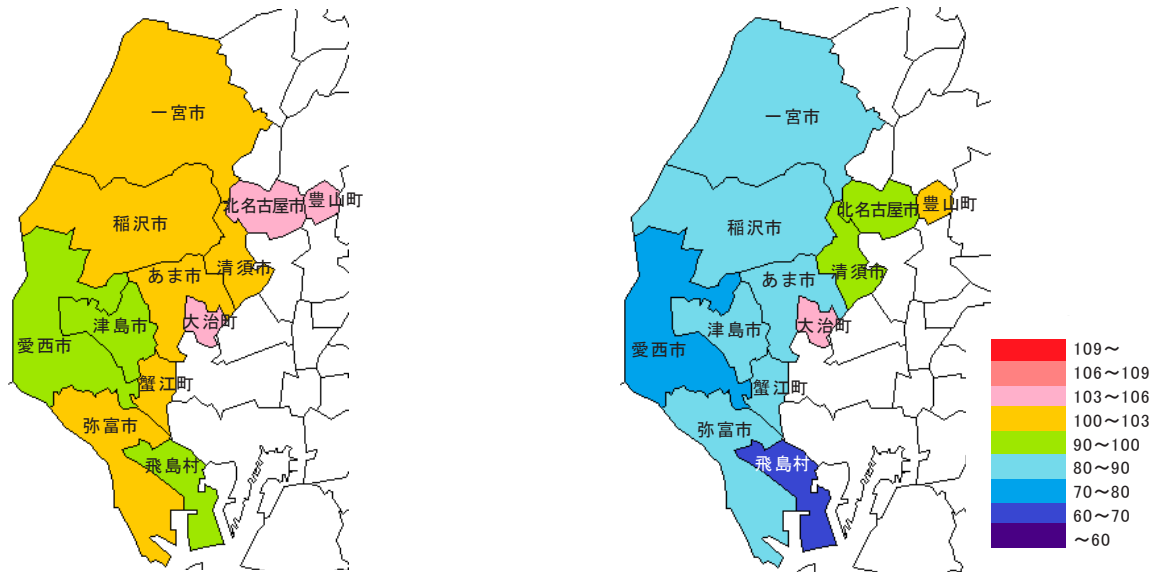 一宮市
北名古屋市
豊山町
稲沢市
清須市
あま市
大治町
津島市
愛西市
蟹江町
弥富市
飛島村
一宮市
北名古屋市
豊山町
稲沢市
清須市
あま市
大治町
津島市
愛西市
蟹江町
弥富市
飛島村
109～
106～109
103～106
100～103
90～100
80～90
70～80
60～70
～60